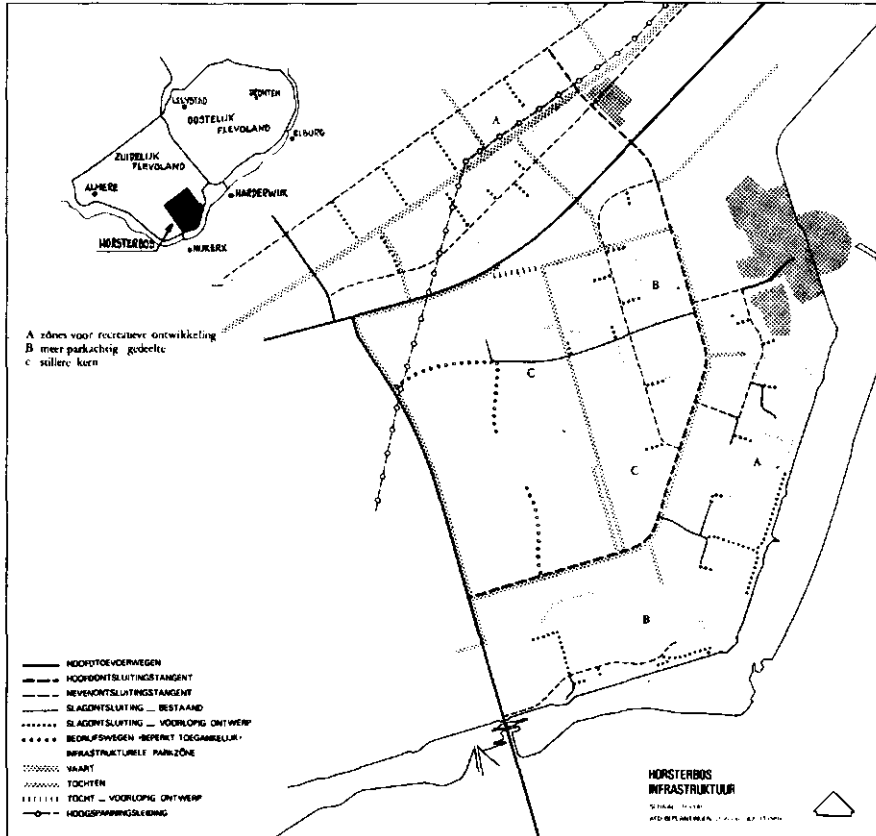 LELYSTAD
DRONTEN
OOSTELIJK
FLEVOLAND
ELBURG
ZUIDELIJK
FLEVOLAND
ALMERE
HARDERWIJK
HORSTERBOS
NIJKERK
A zônes voor recreatieve ontwikkeling
B meer parkachtig gedeelte
c stillere kern
A
B
C
C
A
B
HOOFDTOEVOERWEGEN
HOOFDONTSLUITINGSTANGENT
NEVENONTSLUITINGSTANGENT
SLAGONTSLUITING _ BESTAAND
SLAGONTSLUITING _ VOORLOPIG ONTWERP
BEDRIJFSWEGEN -BEPERKT TOEGANKELIJK-
INFRASTRUKTURELE PARKZÔNE
VAART
TOCHTEN
TOCHT _ VOORLOPIG ONTWERP
HOOGSPANNINGSLEIDING
HORSTERBOS
INFRASTRUKTUUR